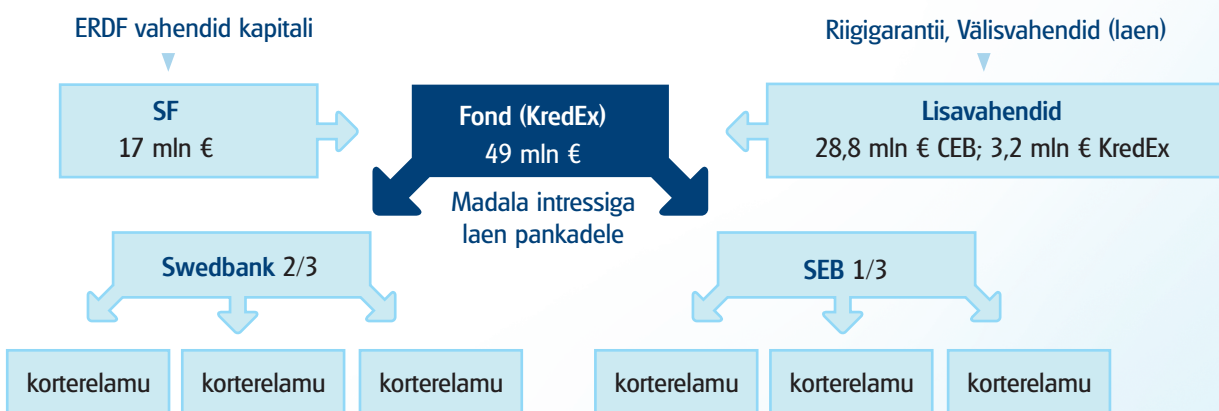 ERDF vahendid kapitali
Riigigarantii, Välisvahendid (laen)
SF
17 mln €
Fond (KredEx)
49 mln €
Lisavahendid
28,8 mln € CEB; 3,2 mln € KredEx
Madala intressiga
laen pankadele
Swedbank 2/3
SEB 1/3
korterelamu
korterelamu
korterelamu
korterelamu
korterelamu
korterelamu